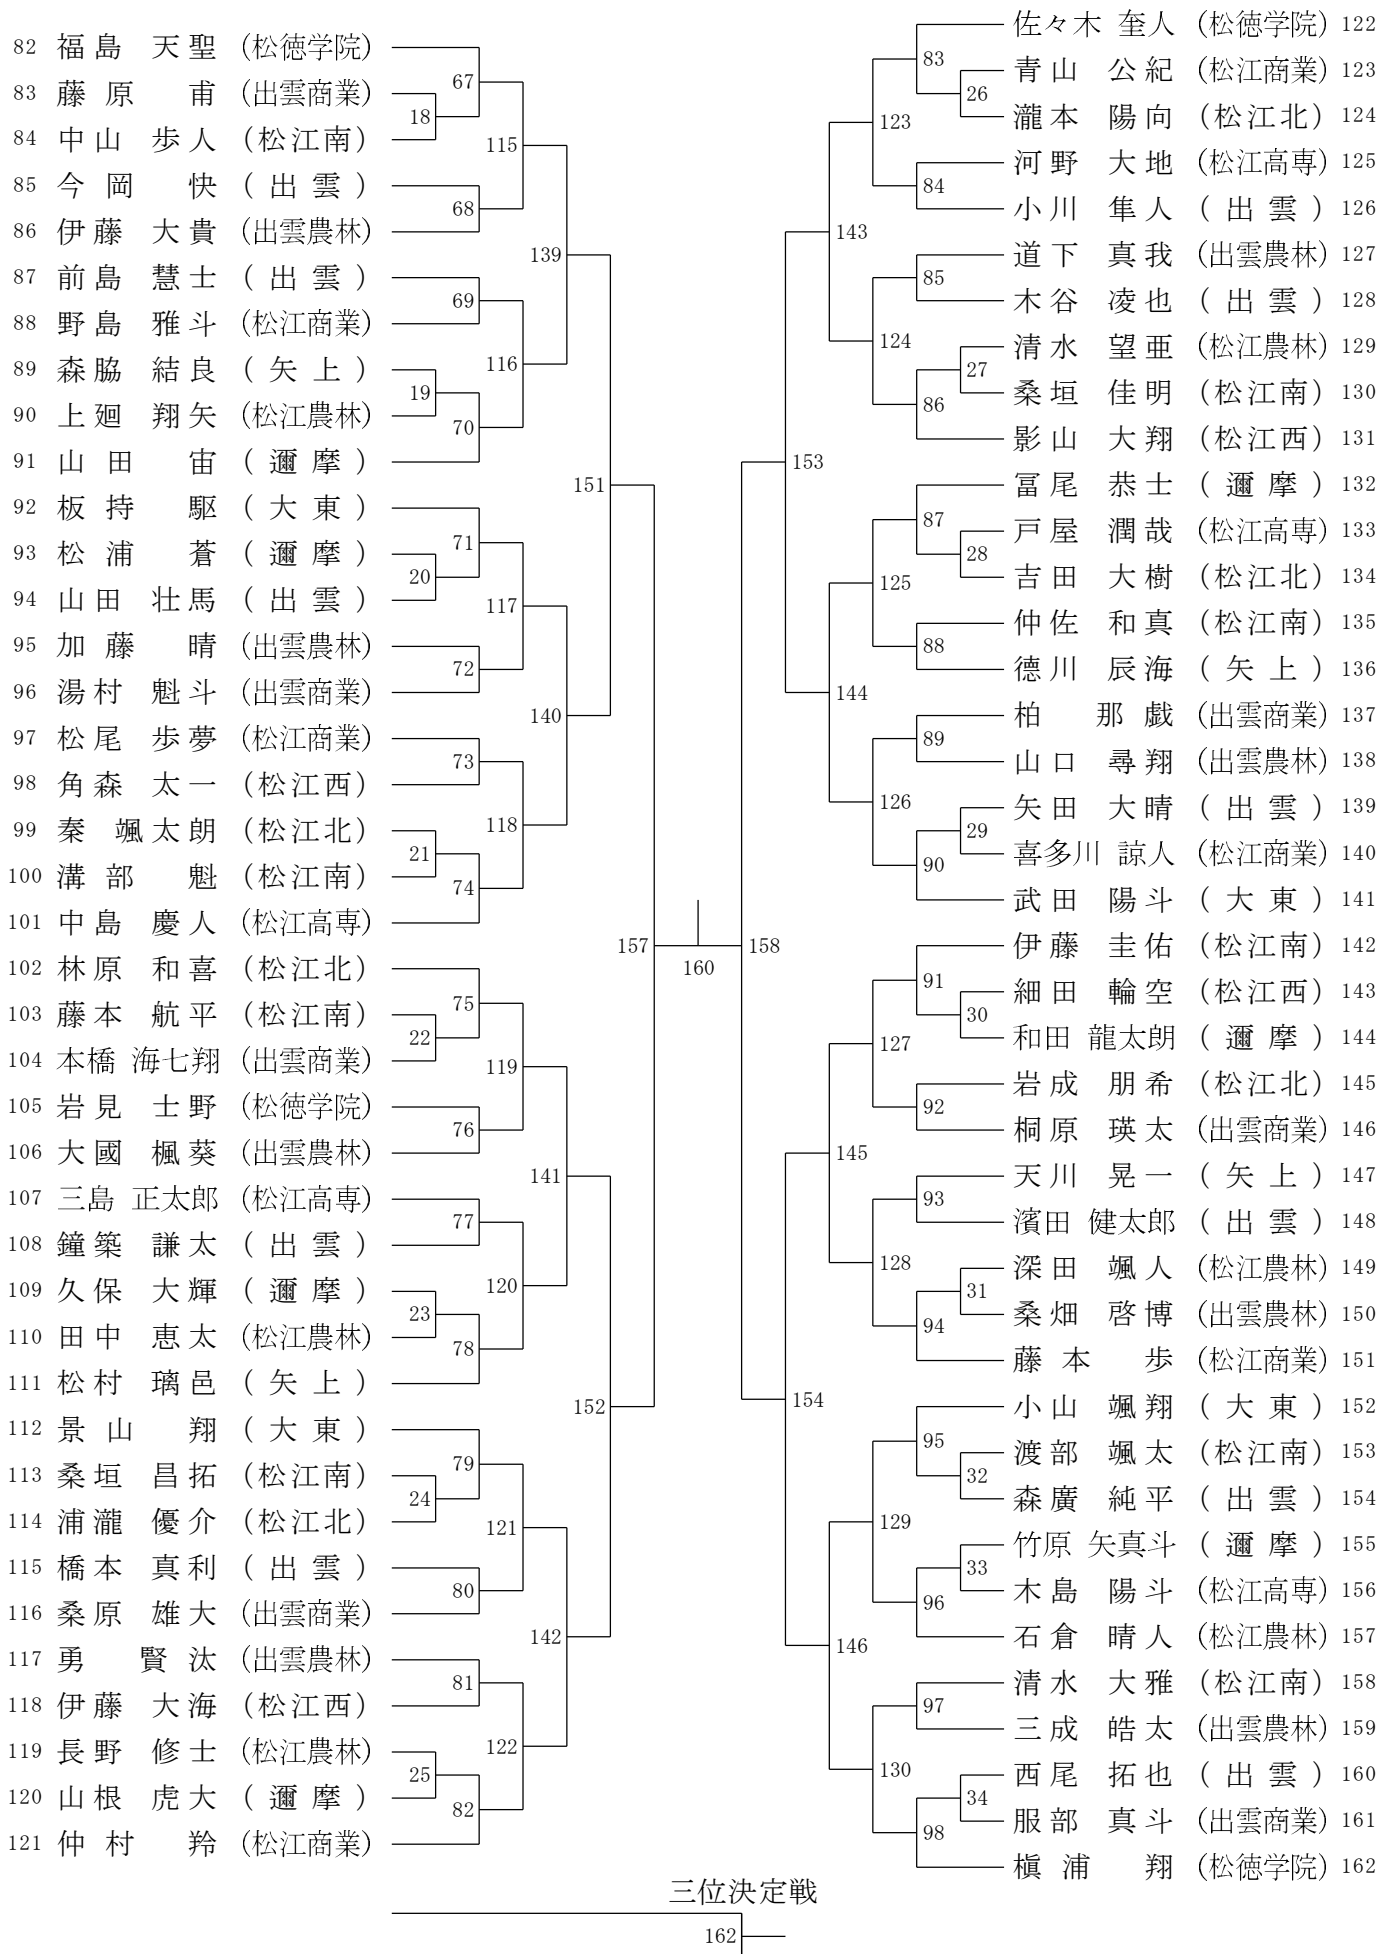 82 福島 天聖 (松徳学院)
83 藤原 甫 (出雲商業)
84 中山 歩人 (松江南)
85 今岡 快 (出雲)
86 伊藤 大貴 (出雲農林)
87 前島 慧士 (出雲)
88 野島 雅斗 (松江商業)
89 森脇 結良 (矢上)
90 上廻 翔矢 (松江農林)
91 山田 宙 (邇摩)
92 板持 駆 (大東)
93 松浦 蒼 (邇摩)
94 山田 壮馬 (出雲)
95 加藤 晴 (出雲農林)
96 湯村 魁斗 (出雲商業)
97 松尾 歩夢 (松江商業)
98 角森 太一 (松江西)
99 秦 颯太朗 (松江北)
100 溝部 魁 (松江南)
101 中島 慶人 (松江高専)
102 林原 和喜 (松江北)
103 藤本 航平 (松江南)
104 本橋 海七翔 (出雲商業)
105 岩見 士野 (松徳学院)
106 大國 楓葵 (出雲農林)
107 三島 正太郎 (松江高専)
108 鐘築 謙太 (出雲)
109 久保 大輝 (邇摩)
110 田中 恵太 (松江農林)
111 松村 璃邑 (矢上)
112 景山 翔 (大東)
113 桑垣 昌拓 (松江南)
114 浦瀧 優介 (松江北)
115 橋本 真利 (出雲)
116 桑原 雄大 (出雲商業)
117 勇 賢汰 (出雲農林)
118 伊藤 大海 (松江西)
119 長野 修士 (松江農林)
120 山根 虎大 (邇摩)
121 仲村 羚 (松江商業)
67
18
115
68
139
69
116
19
70
151
71
20
117
72
140
73
118
21
74
157
75
22
119
76
141
77
120
23
78
152
79
24
121
80
142
81
122
25
82
160
158
佐々木 奎人 (松徳学院) 122
青山 公紀 (松江商業) 123
瀧本 陽向 (松江北) 124
河野 大地 (松江高専) 125
小川 隼人 (出雲) 126
道下 真我 (出雲農林) 127
木谷 凌也 (出雲) 128
清水 望亜 (松江農林) 129
桑垣 佳明 (松江南) 130
影山 大翔 (松江西) 131
冨尾 恭士 (邇摩) 132
戸屋 潤哉 (松江高専) 133
吉田 大樹 (松江北) 134
仲佐 和真 (松江南) 135
德川 辰海 (矢上) 136
柏 那戯 (出雲商業) 137
山口 尋翔 (出雲農林) 138
矢田 大晴 (出雲) 139
喜多川 諒人 (松江商業) 140
武田 陽斗 (大東) 141
伊藤 圭佑 (松江南) 142
細田 輪空 (松江西) 143
和田 龍太朗 (邇摩) 144
岩成 朋希 (松江北) 145
桐原 瑛太 (出雲商業) 146
天川 晃一 (矢上) 147
濱田 健太郎 (出雲) 148
深田 颯人 (松江農林) 149
桑畑 啓博 (出雲農林) 150
藤本 歩 (松江商業) 151
小山 颯翔 (大東) 152
渡部 颯太 (松江南) 153
森廣 純平 (出雲) 154
竹原 矢真斗 (邇摩) 155
木島 陽斗 (松江高専) 156
石倉 晴人 (松江農林) 157
清水 大雅 (松江南) 158
三成 皓太 (出雲農林) 159
西尾 拓也 (出雲) 160
服部 真斗 (出雲商業) 161
槇浦 翔 (松徳学院) 162
83
26
123
84
143
85
124
27
86
153
87
28
125
88
144
89
126
29
90
91
30
127
92
145
93
128
31
94
154
95
32
129
33
96
146
97
130
34
98
三位決定戦
162